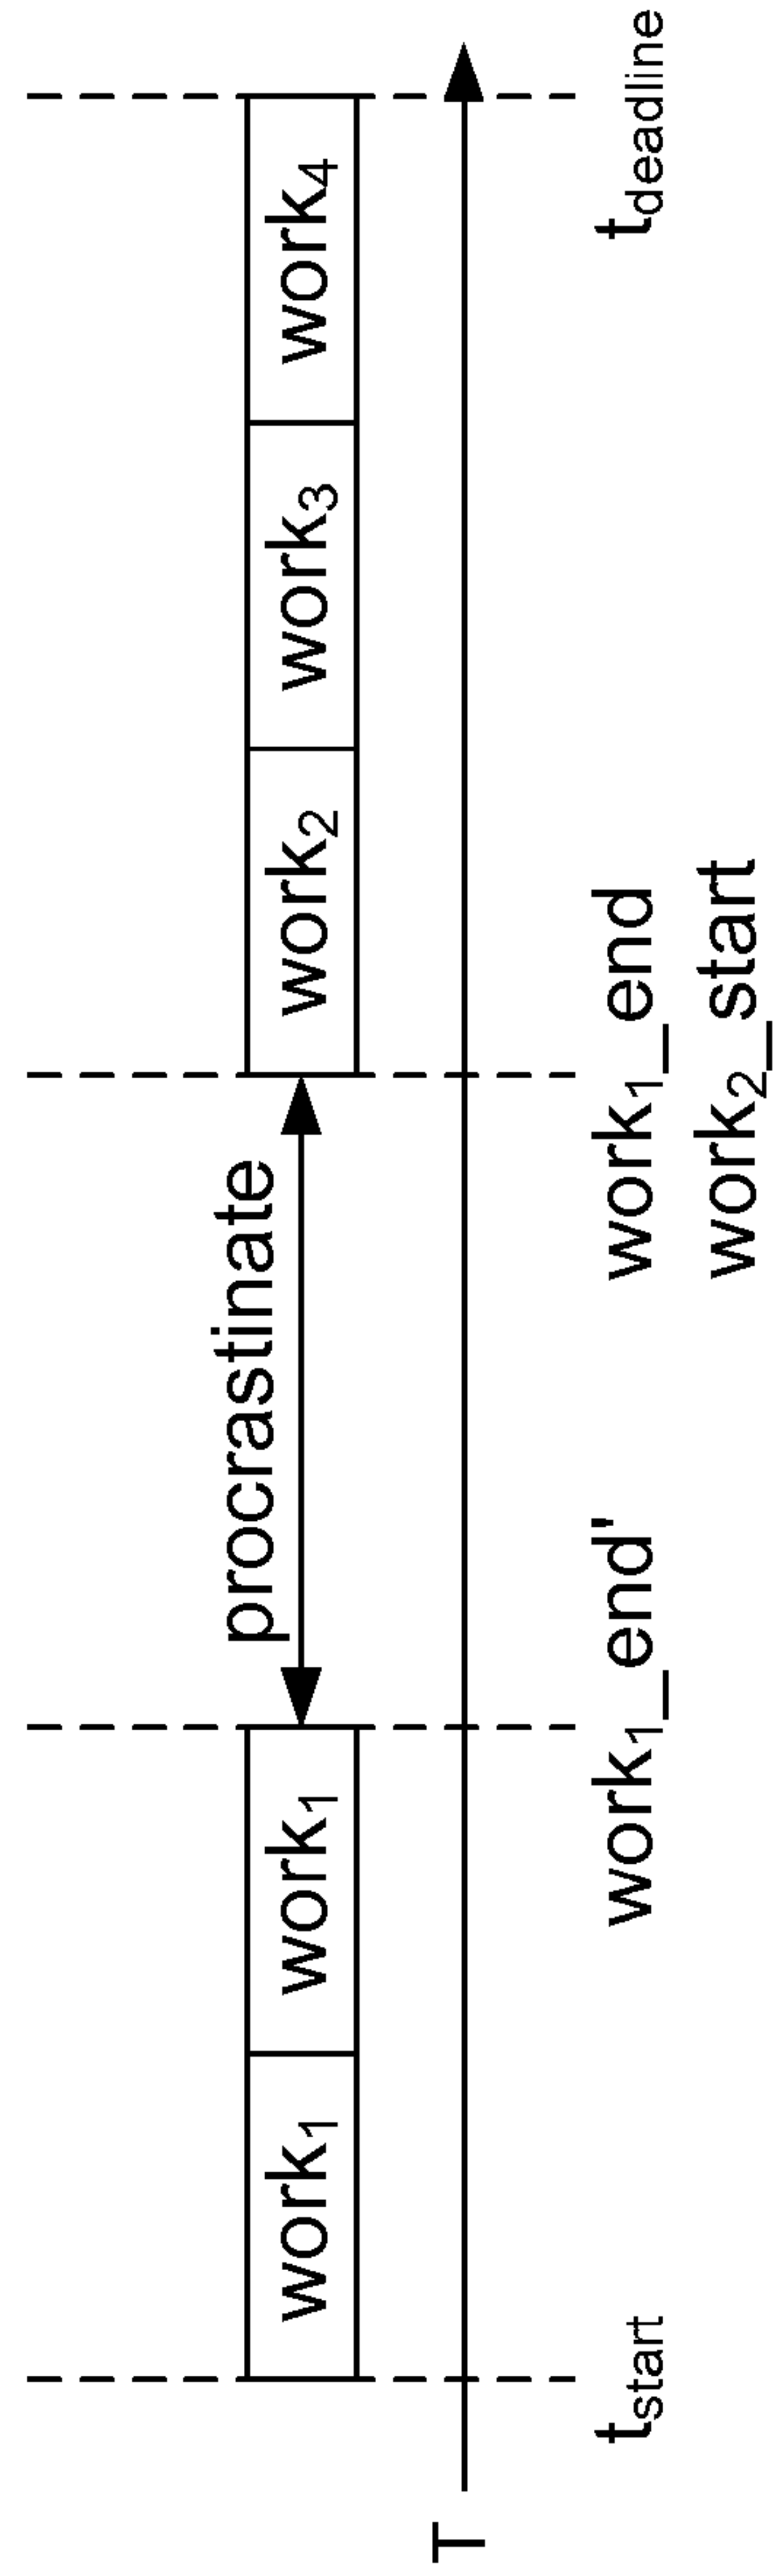 procrastinate
work₁ work₁ work₂ work₃ work₄
T
t_start work₁_end' work₁_end t_deadline
work₂_start